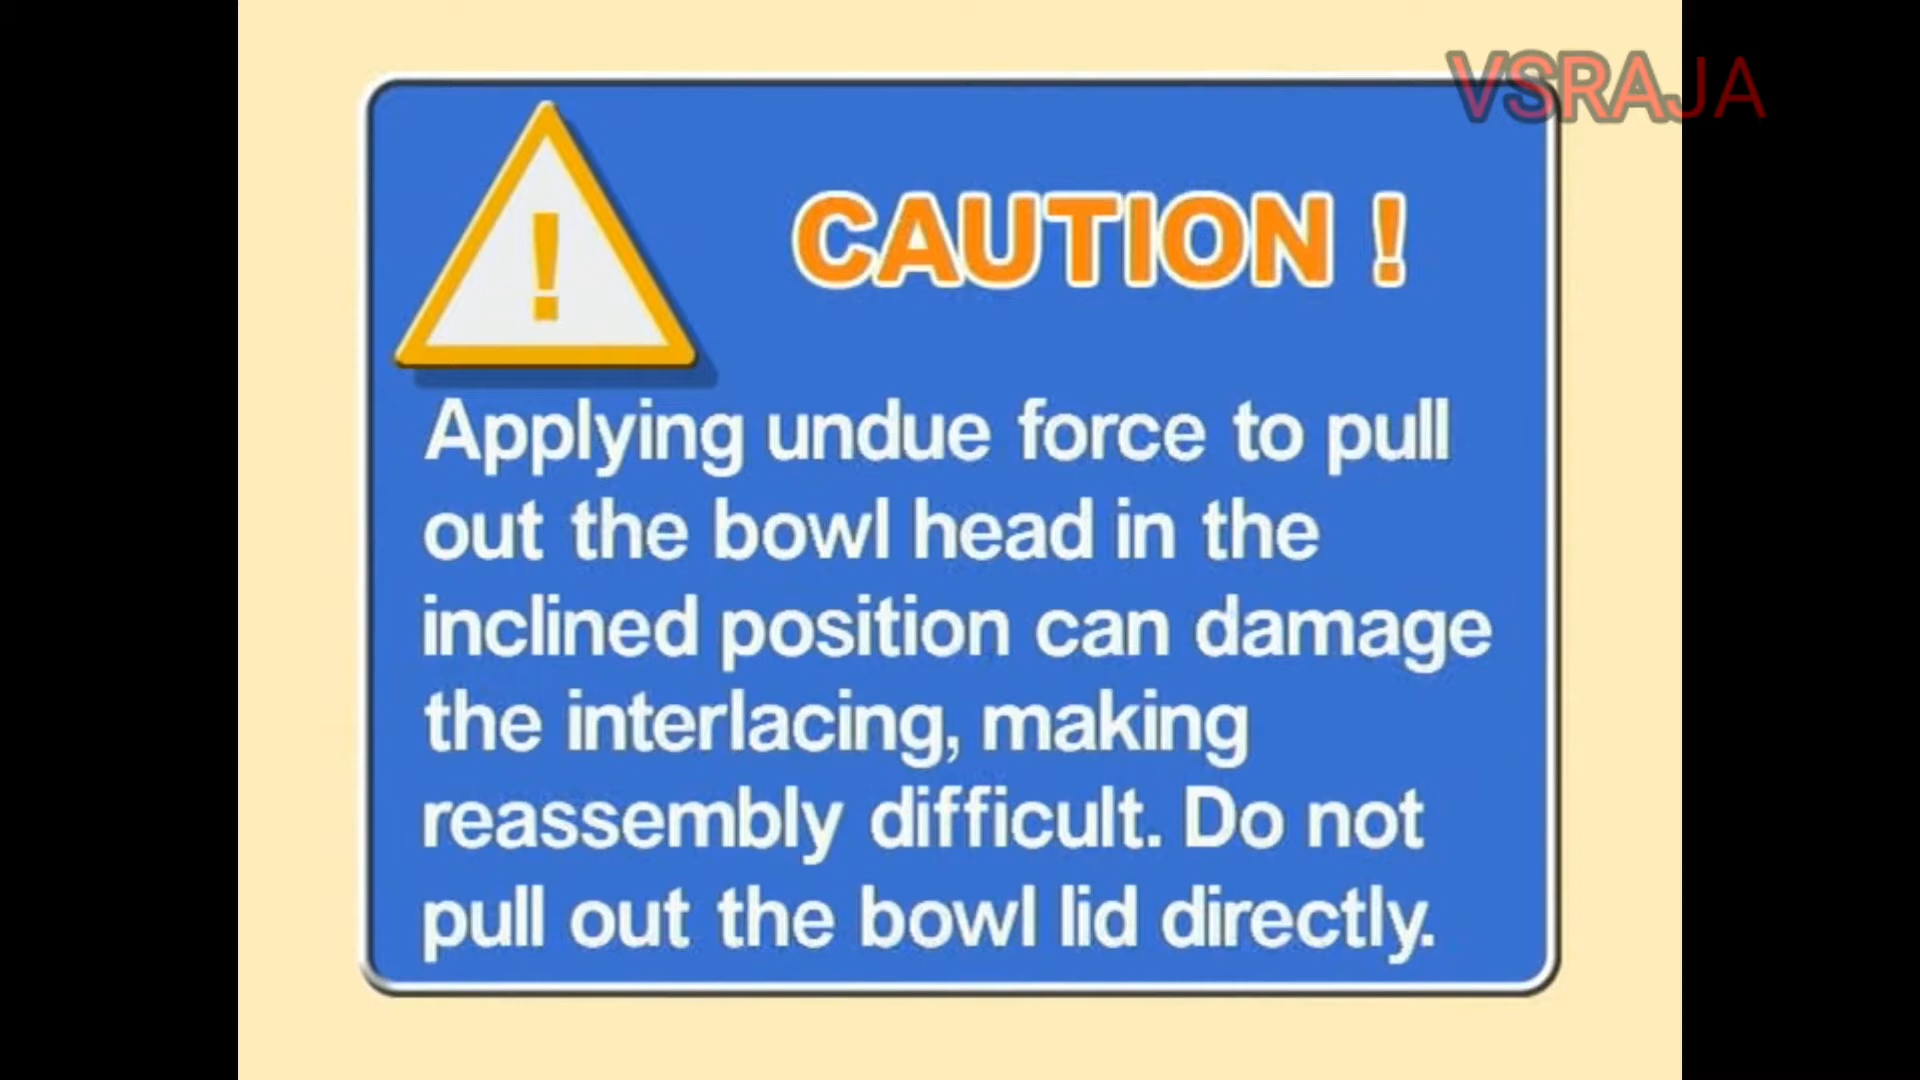 VSRAJA
!
CAUTION !
Applying undue force to pull
out the bowl head in the
inclined position can damage
the interlacing, making
reassembly difficult. Do not
pull out the bowl lid directly.